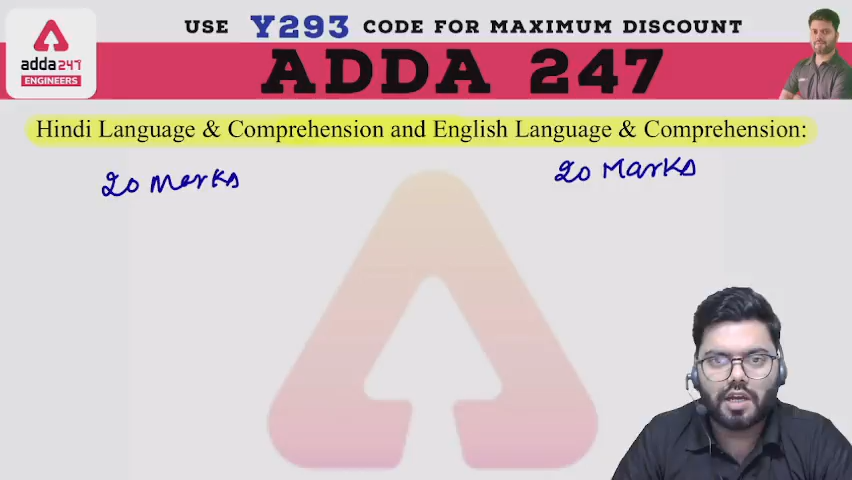 USE Y293 CODE FOR MAXIMUM DISCOUNT
ADDA 247
adda247
ENGINEERS
Hindi Language & Comprehension and English Language & Comprehension:
20 Marks
20 Marks